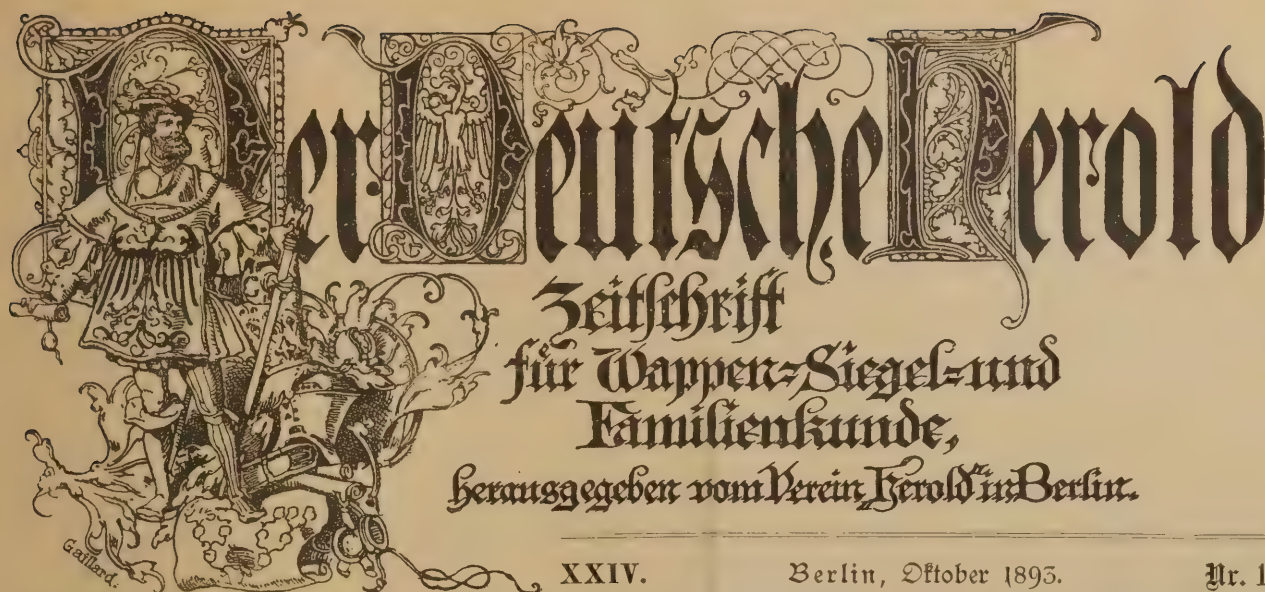 Der Deutsche Herold
Zeitschrift
für Wappen-Siegel-und
Familienkunde,
herausgegeben vom Verein „Herold“ in Berlin.
Gaillard.
XXIV. Berlin, Oktober 1893. Nr. 1